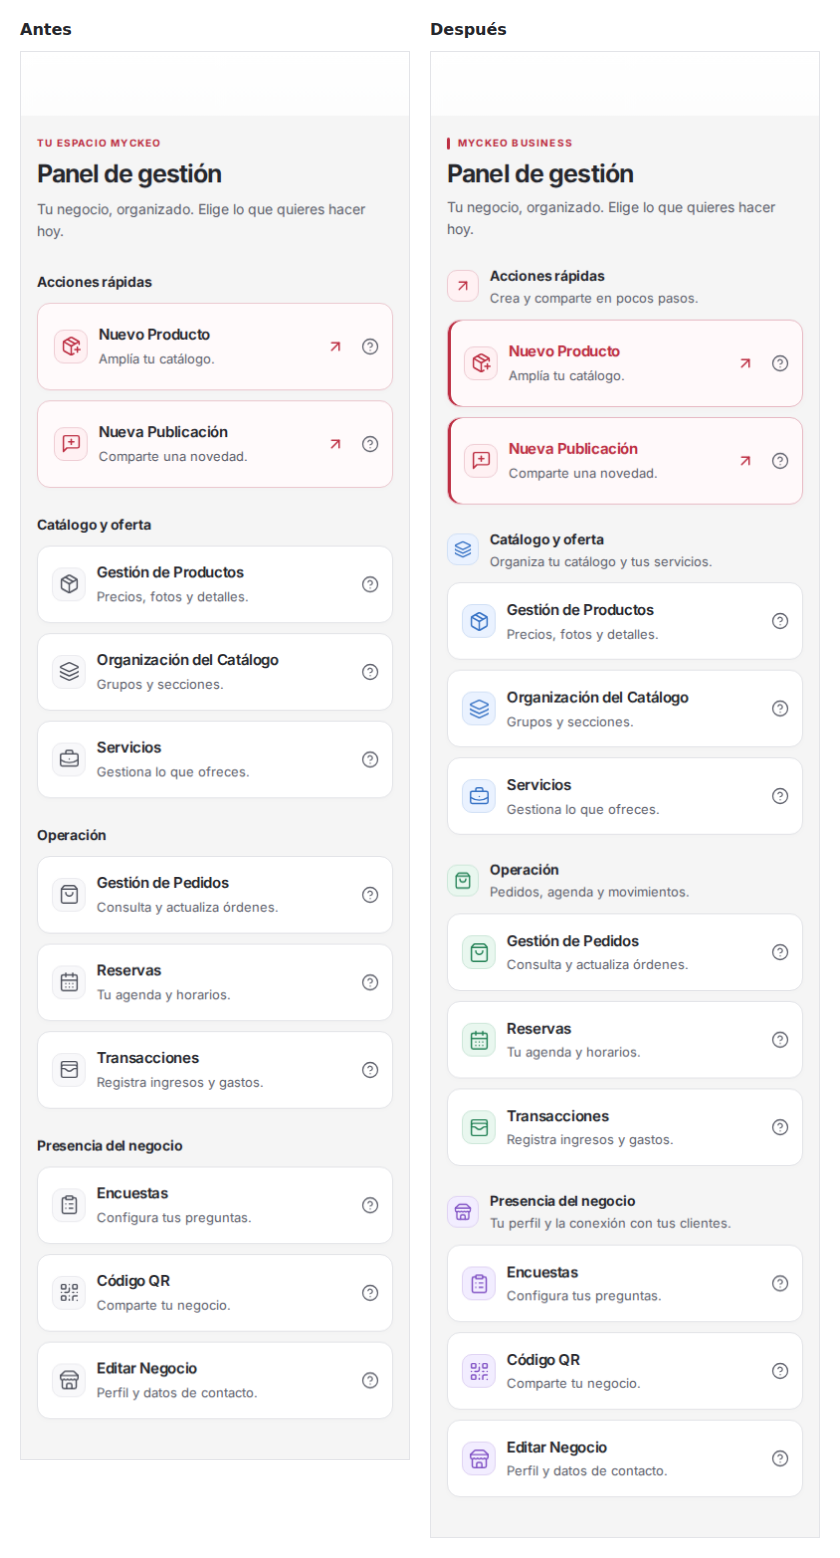 Antes
TU ESPACIO MYCKEO
Panel de gestión
Tu negocio, organizado. Elige lo que quieres hacer
hoy.
Acciones rápidas
Nuevo Producto
Amplía tu catálogo.
Nueva Publicación
Comparte una novedad.
Catálogo y oferta
Gestión de Productos
Precios, fotos y detalles.
Organización del Catálogo
Grupos y secciones.
Servicios
Gestiona lo que ofreces.
Operación
Gestión de Pedidos
Consulta y actualiza órdenes.
Reservas
Tu agenda y horarios.
Transacciones
Registra ingresos y gastos.
Presencia del negocio
Encuestas
Configura tus preguntas.
Código QR
Comparte tu negocio.
Editar Negocio
Perfil y datos de contacto.
Después
MYCKEO BUSINESS
Panel de gestión
Tu negocio, organizado. Elige lo que quieres hacer
hoy.
Acciones rápidas
Crea y comparte en pocos pasos.
Nuevo Producto
Amplía tu catálogo.
Nueva Publicación
Comparte una novedad.
Catálogo y oferta
Organiza tu catálogo y tus servicios.
Gestión de Productos
Precios, fotos y detalles.
Organización del Catálogo
Grupos y secciones.
Servicios
Gestiona lo que ofreces.
Operación
Pedidos, agenda y movimientos.
Gestión de Pedidos
Consulta y actualiza órdenes.
Reservas
Tu agenda y horarios.
Transacciones
Registra ingresos y gastos.
Presencia del negocio
Tu perfil y la conexión con tus clientes.
Encuestas
Configura tus preguntas.
Código QR
Comparte tu negocio.
Editar Negocio
Perfil y datos de contacto.